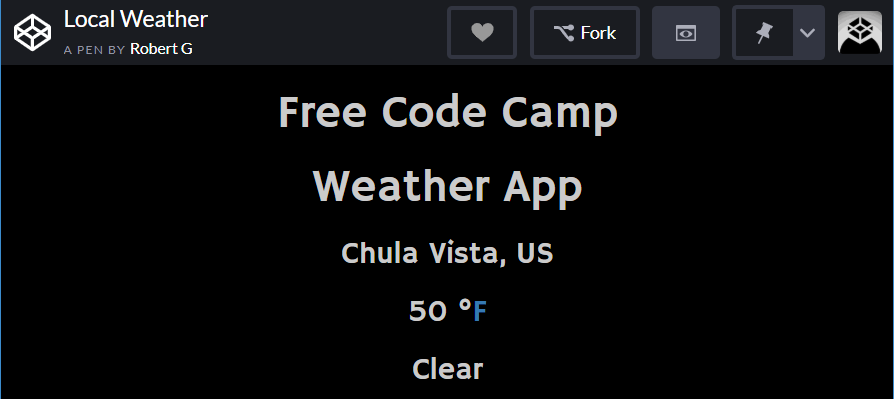 Local Weather
A PEN BY Robert G
Fork
Free Code Camp
Weather App
Chula Vista, US
50 °F
Clear